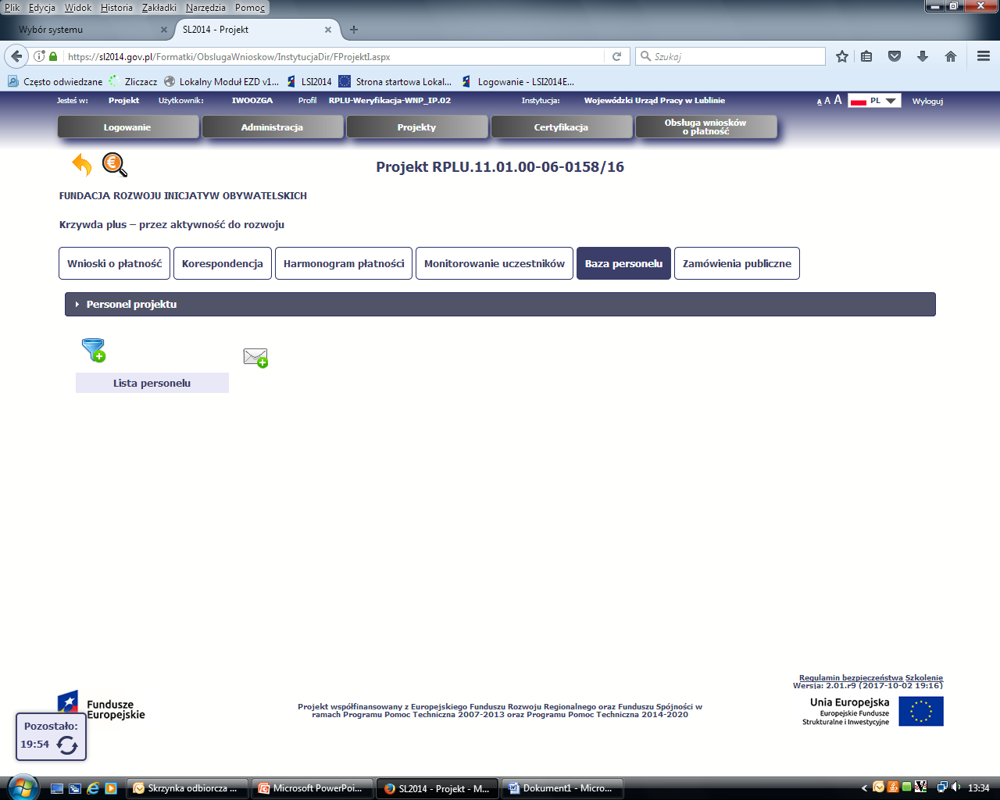 Plik Edycja Widok Historia Zakładki Narzędzia Pomoc
Wybór systemu
SL2014 - Projekt
https://sl2014.gov.pl/Formatki/ObslugaWnioskow/InstytucjaDir/FProjektI.aspx
Szukaj
Często odwiedzane Zliczacz Lokalny Moduł EZD v1... LSI2014 Strona startowa Lokal... Logowanie - LSI2014E...
Jesteś w: Projekt Użytkownik: IWOOZGA Profil RPLU-Weryfikacja-WNP_IP.02 Instytucja: Wojewódzki Urząd Pracy w Lublinie A A A PL Wyloguj
Logowanie Administracja Projekty Certyfikacja Obsługa wniosków
o płatność
Projekt RPLU.11.01.00-06-0158/16
FUNDACJA ROZWOJU INICJATYW OBYWATELSKICH
Krzywda plus – przez aktywność do rozwoju
Wnioski o płatność Korespondencja Harmonogram płatności Monitorowanie uczestników Baza personelu Zamówienia publiczne
Personel projektu
Lista personelu
Regulamin bezpieczeństwa Szkolenie
Wersja: 2.01.r9 (2017-10-02 19:16)
Fundusze
Europejskie
Projekt współfinansowany z Europejskiego Funduszu Rozwoju Regionalnego oraz Funduszu Spójności w
ramach Programu Pomoc Techniczna 2007-2013 oraz Programu Pomoc Techniczna 2014-2020
Unia Europejska
Europejskie Fundusze
Strukturalne i Inwestycyjne
Pozostało:
19:54
Skrzynka odbiorcza ... Microsoft PowerPoi... SL2014 - Projekt - M... Dokument1 - Micro... 13:34